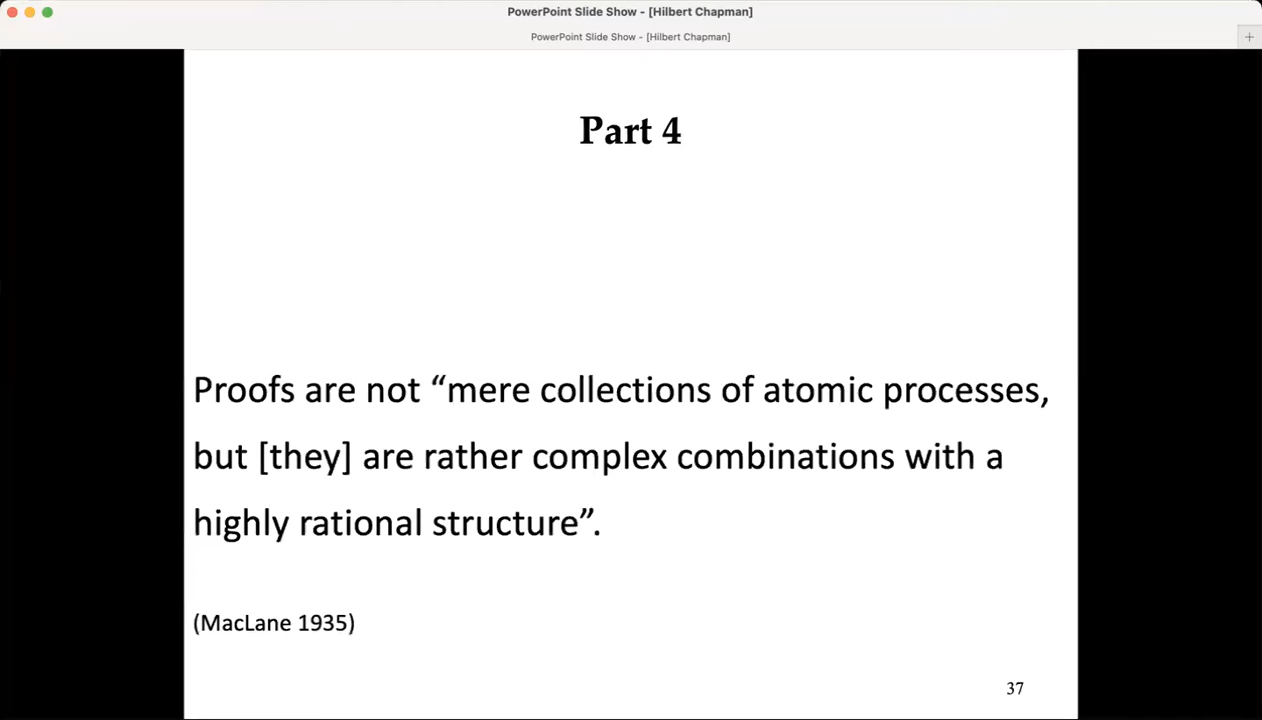 PowerPoint Slide Show - [Hilbert Chapman]
PowerPoint Slide Show - [Hilbert Chapman]
Part 4
Proofs are not “mere collections of atomic processes,
but [they] are rather complex combinations with a
highly rational structure”.
(MacLane 1935)
37